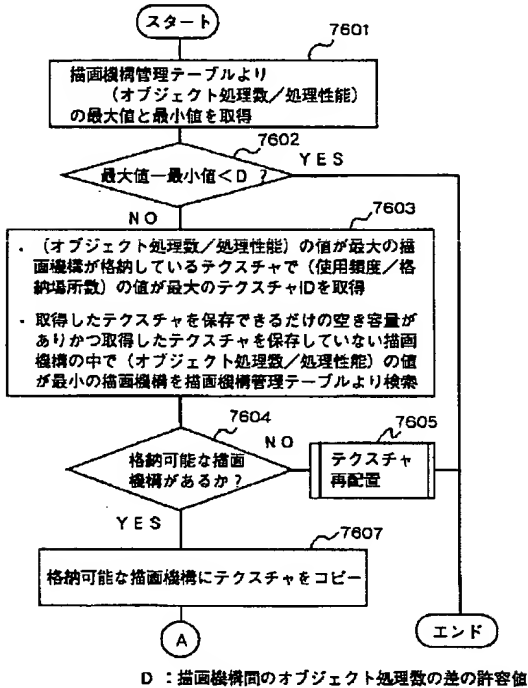 スタート
7601
描画機構管理テーブルより
（オブジェクト処理数／処理性能）
の最大値と最小値を取得
7602
最大値ー最小値＜D ？
YES
NO
7603
・（オブジェクト処理数／処理性能）の値が最大の描
画機構が格納しているテクスチャで（使用頻度／格
納場所数）の値が最大のテクスチャIDを取得
・取得したテクスチャを保存できるだけの空き容量が
ありかつ取得したテクスチャを保存していない描画
機構の中で（オブジェクト処理数／処理性能）の値
が最小の描画機構を描画機構管理テーブルより検索
7604
格納可能な描画
機構があるか？
NO
7605
テクスチャ
再配置
YES
7607
格納可能な描画機構にテクスチャをコピー
A
エンド
D ：描画機構間のオブジェクト処理数の差の許容値